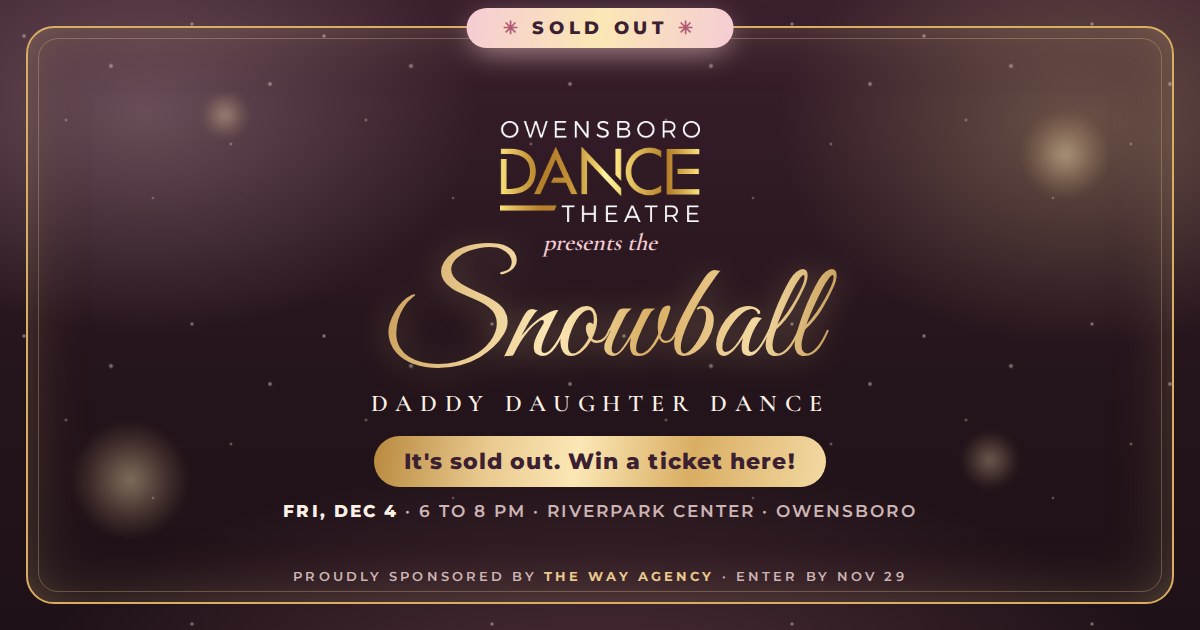 ✳ SOLD OUT ✳
OWENSBORO
DANCE
THEATRE
presents the
Snowball
DADDY DAUGHTER DANCE
It's sold out. Win a ticket here!
FRI, DEC 4 · 6 TO 8 PM · RIVERPARK CENTER · OWENSBORO
PROUDLY SPONSORED BY THE WAY AGENCY · ENTER BY NOV 29